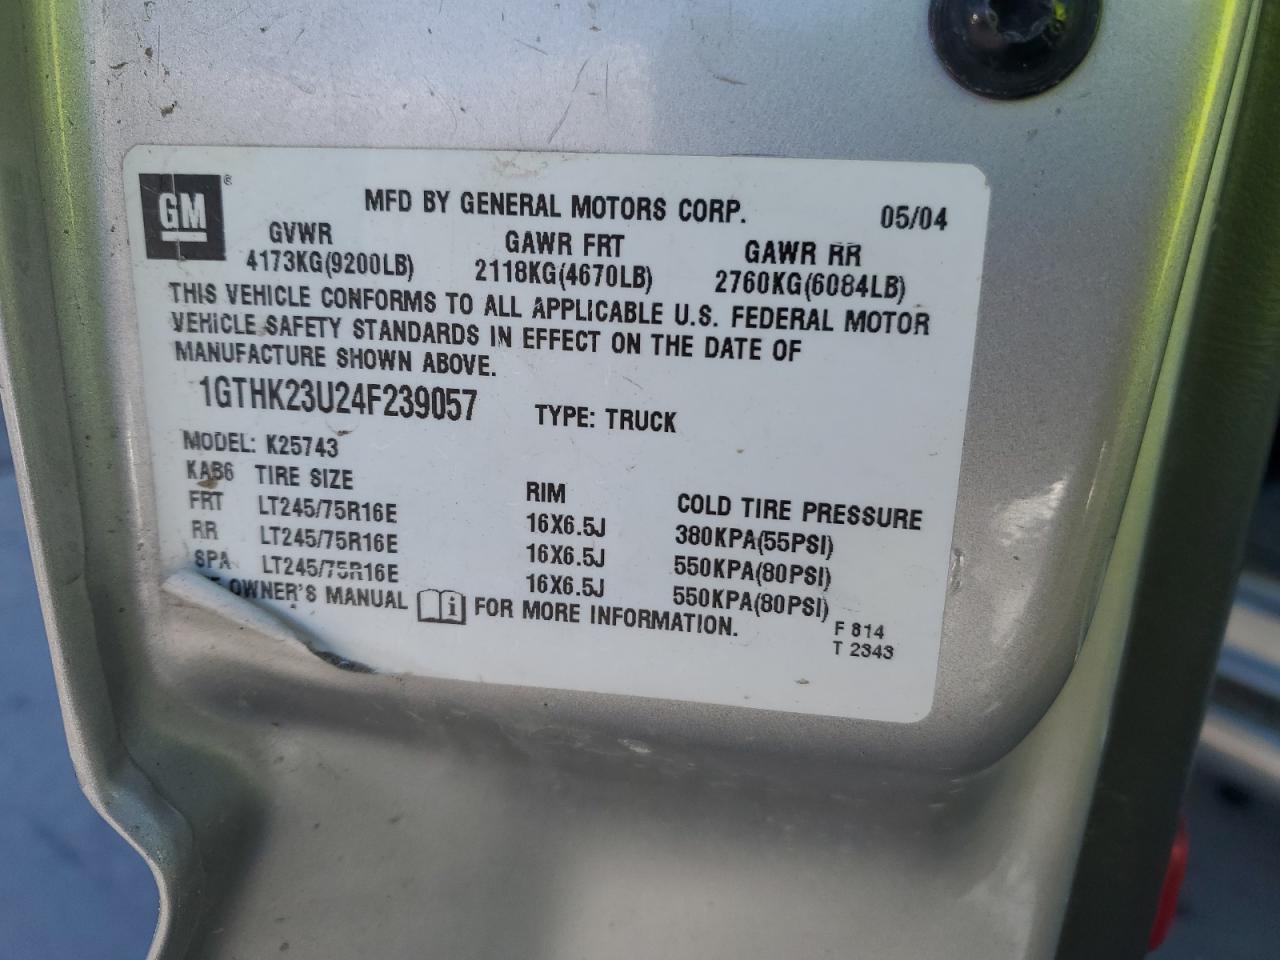 GM®
MFD BY GENERAL MOTORS CORP. 05/04
GVWR GAWR FRT GAWR RR
4173KG(9200LB) 2118KG(4670LB) 2760KG(6084LB)
THIS VEHICLE CONFORMS TO ALL APPLICABLE U.S. FEDERAL MOTOR
VEHICLE SAFETY STANDARDS IN EFFECT ON THE DATE OF
MANUFACTURE SHOWN ABOVE.
1GTHK23U24F239057 TYPE: TRUCK
MODEL: K25743
KAB6 TIRE SIZE RIM COLD TIRE PRESSURE
FRT LT245/75R16E 16X6.5J 380KPA(55PSI)
RR LT245/75R16E 16X6.5J 550KPA(80PSI)
SPA LT245/75R16E 16X6.5J 550KPA(80PSI)
OWNER'S MANUAL i FOR MORE INFORMATION.
F 814
T 2343